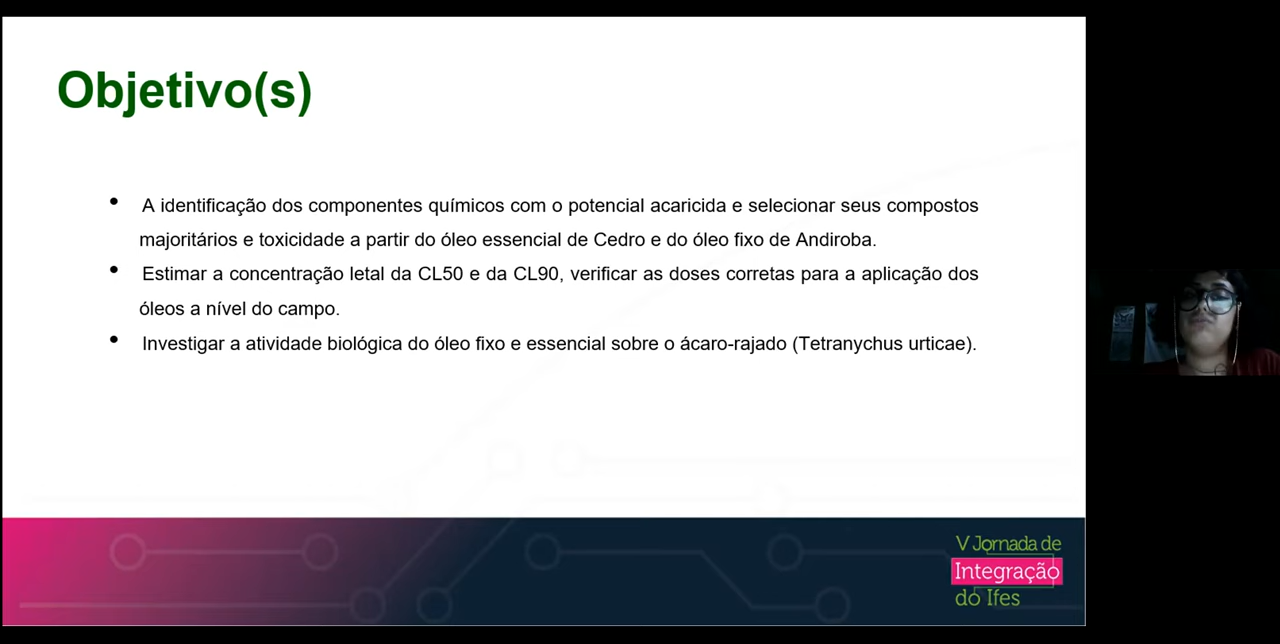 Objetivo(s)
• A identificação dos componentes químicos com o potencial acaricida e selecionar seus compostos
majoritários e toxicidade a partir do óleo essencial de Cedro e do óleo fixo de Andiroba.
• Estimar a concentração letal da CL50 e da CL90, verificar as doses corretas para a aplicação dos
óleos a nível do campo.
• Investigar a atividade biológica do óleo fixo e essencial sobre o ácaro-rajado (Tetranychus urticae).
V Jornada de
Integração
do Ifes